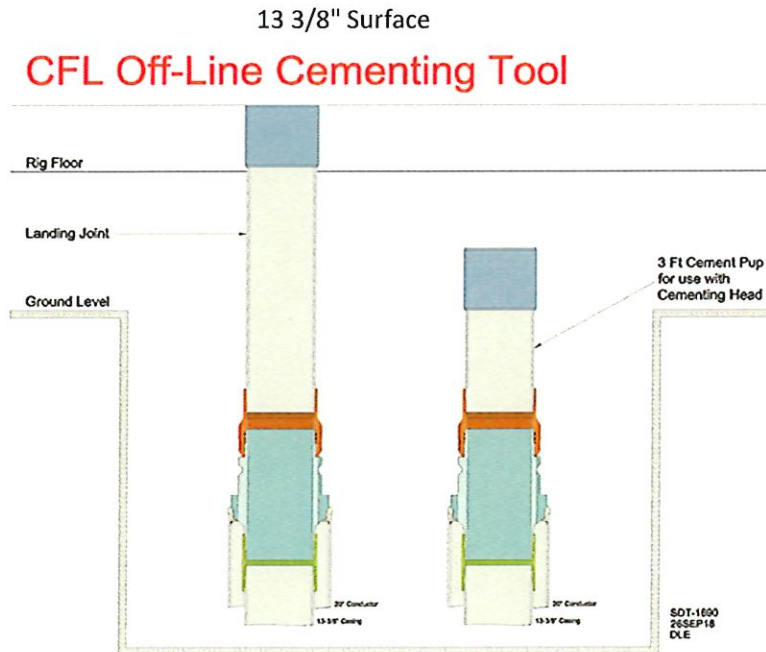 13 3/8" Surface
CFL Off-Line Cementing Tool
Rig Floor
Landing Joint
3 Ft Cement Pup
for use with
Cementing Head
Ground Level
20" Conductor
13-3/8" Casing
20" Conductor
13-3/8" Casing
SDT-1690
26SEP18
DLE